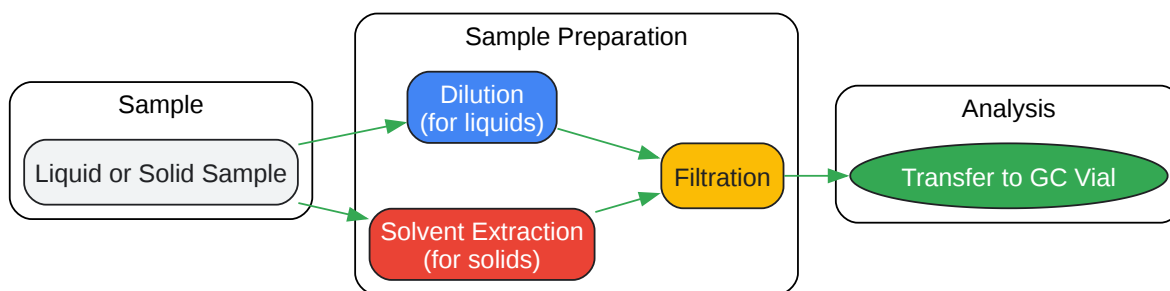 Sample
Liquid or Solid Sample
Sample Preparation
Dilution
(for liquids)
Solvent Extraction
(for solids)
Filtration
Analysis
Transfer to GC Vial